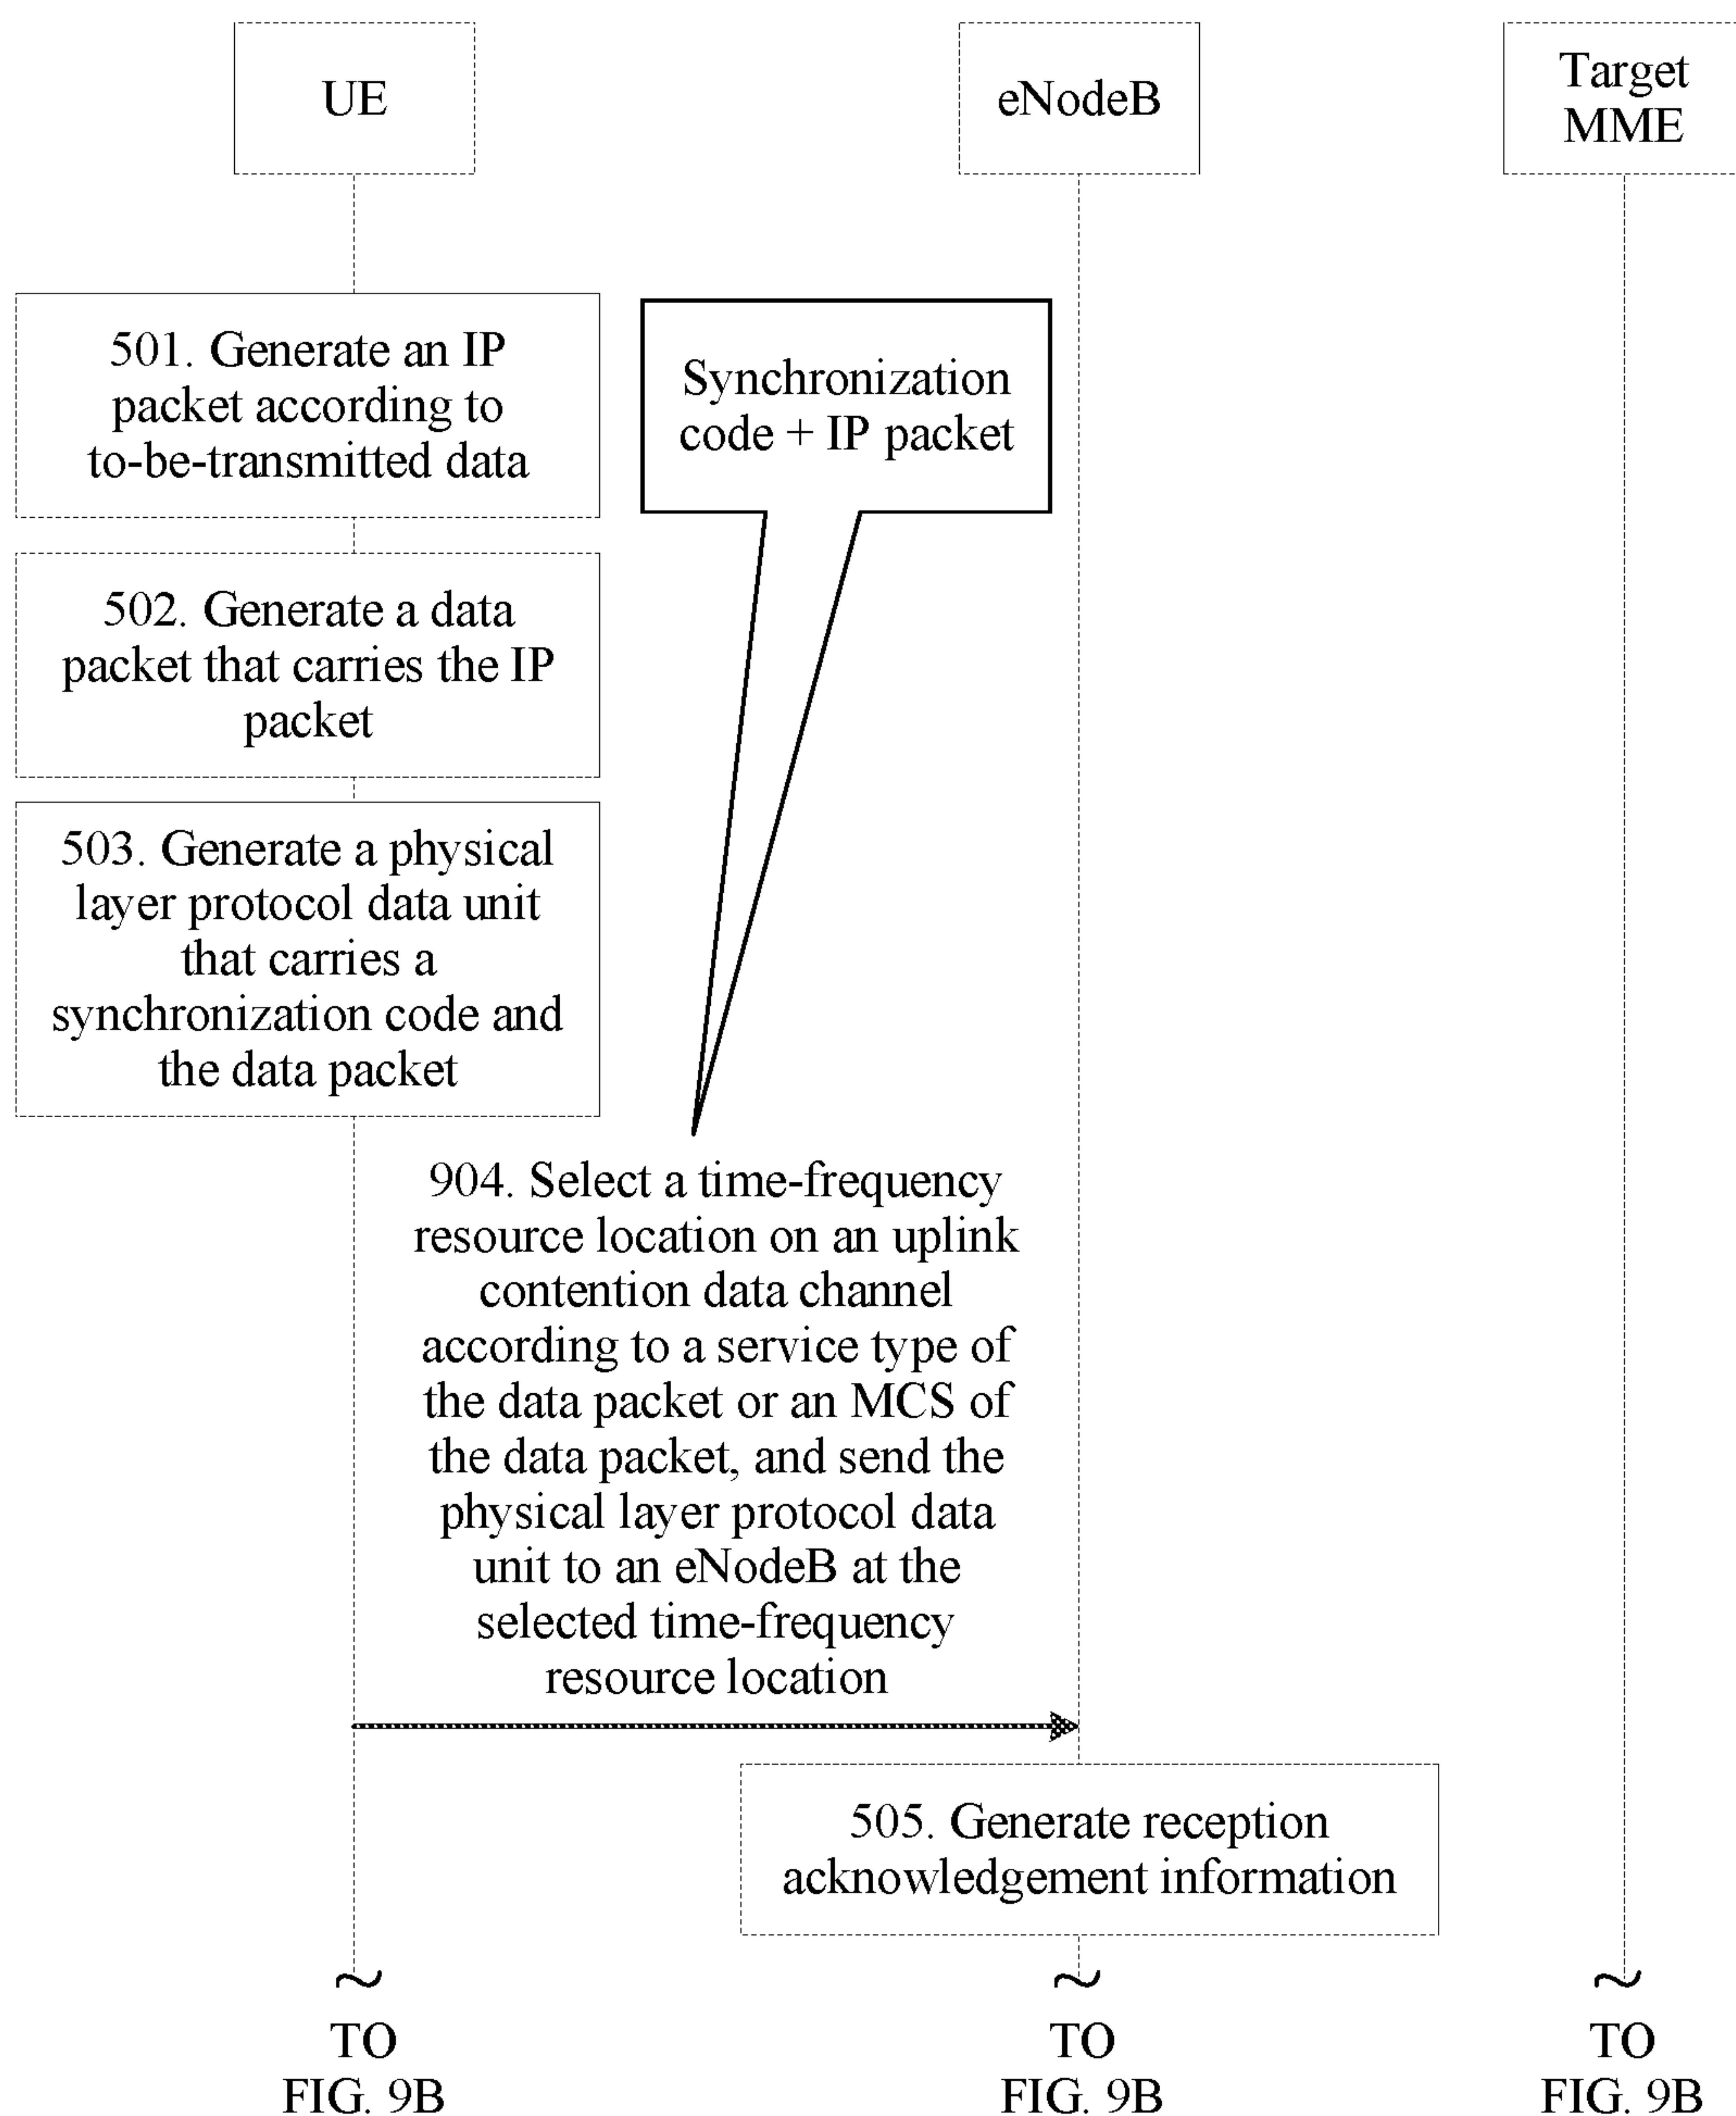 UE
eNodeB
Target
MME
501. Generate an IP
packet according to
to-be-transmitted data
Synchronization
code + IP packet
502. Generate a data
packet that carries the IP
packet
503. Generate a physical
layer protocol data unit
that carries a
synchronization code and
the data packet
904. Select a time-frequency
resource location on an uplink
contention data channel
according to a service type of
the data packet or an MCS of
the data packet, and send the
physical layer protocol data
unit to an eNodeB at the
selected time-frequency
resource location
505. Generate reception
acknowledgement information
TO
FIG. 9B
TO
FIG. 9B
TO
FIG. 9B